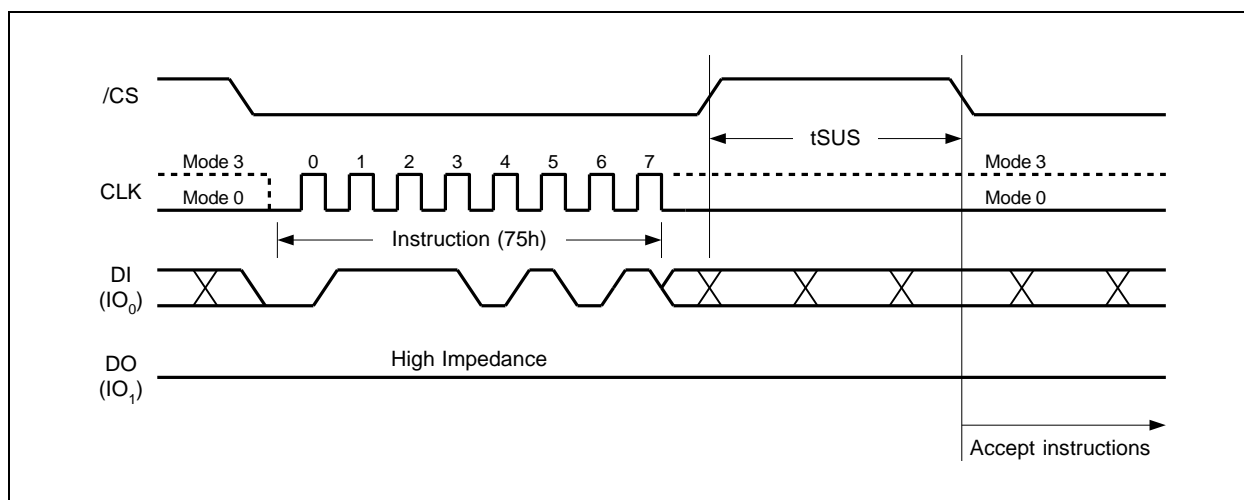 /CS
tSUS
Mode 3 0 1 2 3 4 5 6 7 Mode 3
CLK
Mode 0 Mode 0
Instruction (75h)
DI
(IO0)
High Impedance
DO
(IO1)
Accept instructions